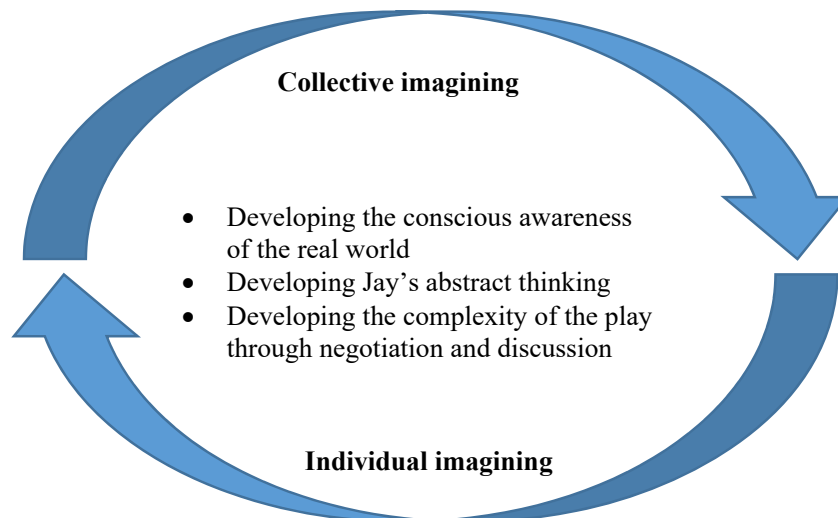 Collective imagining
• Developing the conscious awareness
of the real world
• Developing Jay’s abstract thinking
• Developing the complexity of the play
through negotiation and discussion
Individual imagining